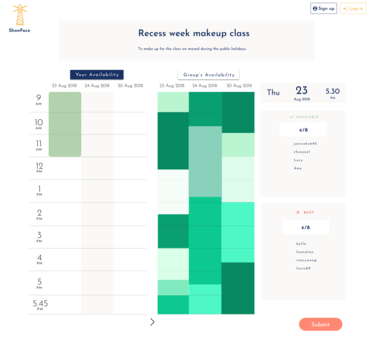 ShanFace
Sign up
Log in
Recess week makeup class
To make up for the class we missed during the public holidays
Your Availability
Group's Availability
23 Aug 2018 24 Aug 2018 30 Aug 2018
23 Aug 2018 24 Aug 2018 30 Aug 2018
Thu
23
Aug 2018
5.30
PM
9
AM
10
AM
11
AM
12
PM
1
PM
2
PM
3
PM
4
PM
5
PM
5.45
PM
AVAILABLE
4/8
Amy
BUSY
4/8
Submit